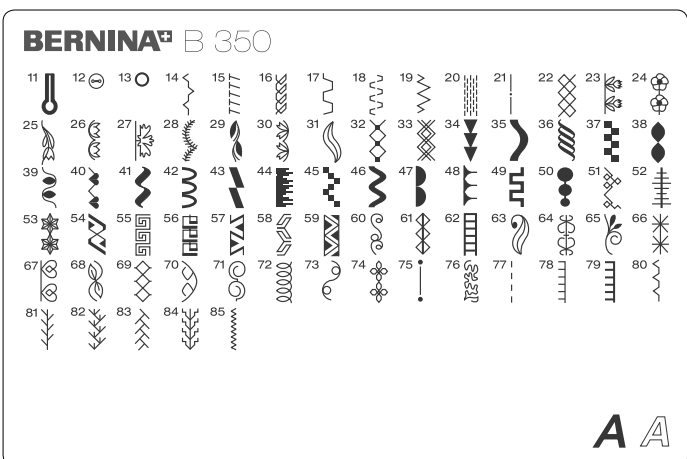 BERNINA B 350
11 12 13 14 15 16 17 18 19 20 21 22 23 24
25 26 27 28 29 30 31 32 33 34 35 36 37 38
39 40 41 42 43 44 45 46 47 48 49 50 51 52
53 54 55 56 57 58 59 60 61 62 63 64 65 66
67 68 69 70 71 72 73 74 75 76 77 78 79 80
81 82 83 84 85
A A